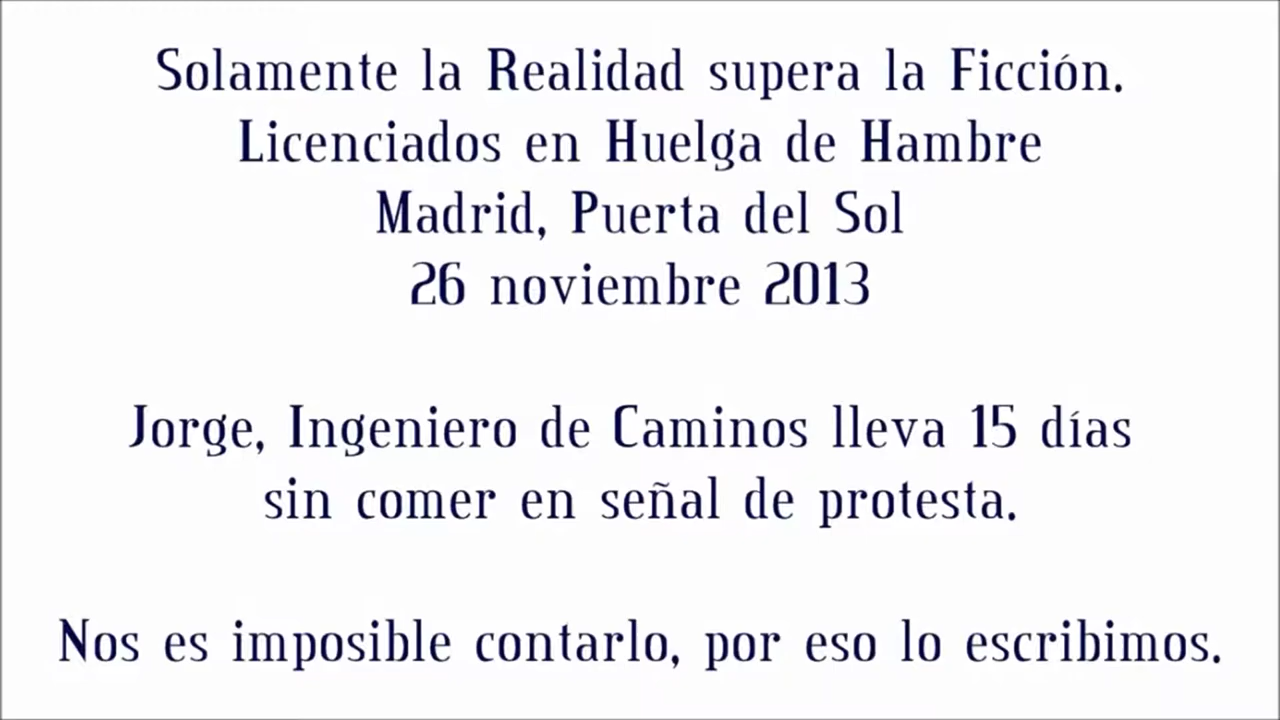 Solamente la Realidad supera la Ficción.
Licenciados en Huelga de Hambre
Madrid, Puerta del Sol
26 noviembre 2013
Jorge, Ingeniero de Caminos lleva 15 días
sin comer en señal de protesta.
Nos es imposible contarlo, por eso lo escribimos.